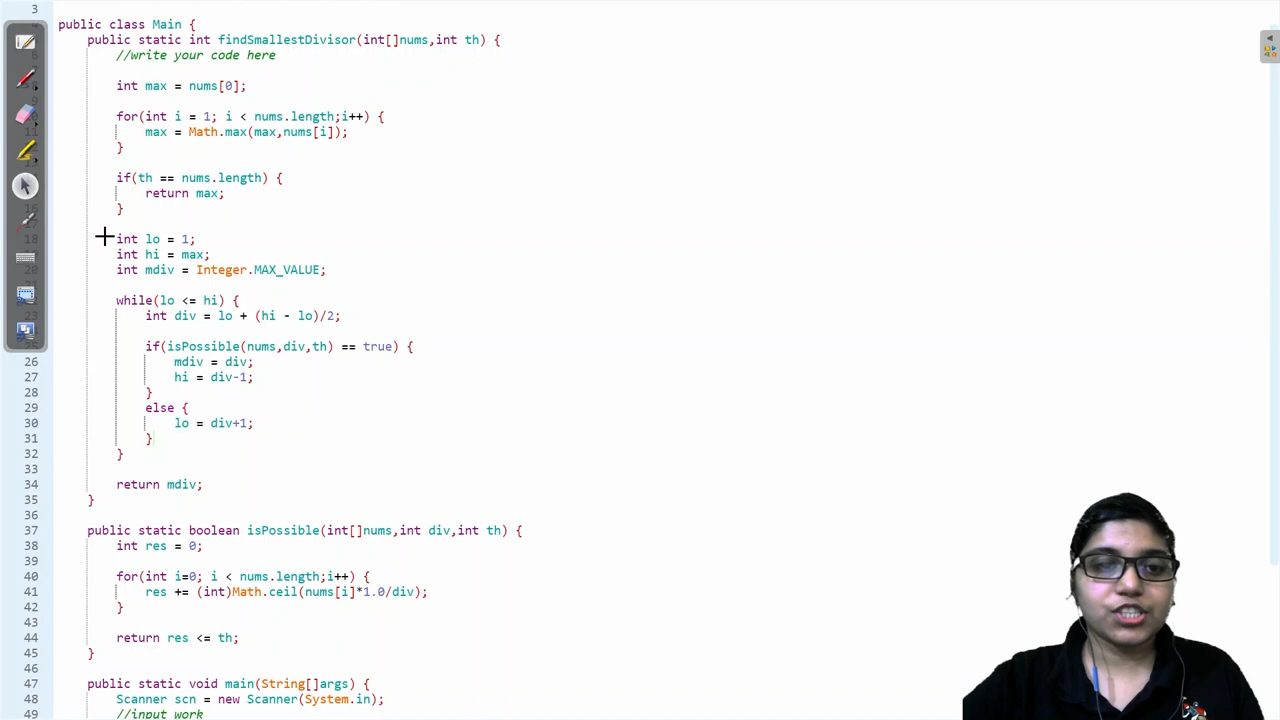 3
public class Main {
public static int findSmallestDivisor(int[]nums,int th) {
//write your code here
int max = nums[0];
for(int i = 1; i < nums.length;i++) {
max = Math.max(max,nums[i]);
}
if(th == nums.length) {
return max;
}
16
18 int lo = 1;
int hi = max;
20 int mdiv = Integer.MAX_VALUE;
while(lo <= hi) {
23 int div = lo + (hi - lo)/2;
if(isPossible(nums,div,th) == true) {
26 mdiv = div;
27 hi = div-1;
28 }
29 else {
30 lo = div+1;
31 }
32 }
33
34 return mdiv;
35 }
36
37 public static boolean isPossible(int[]nums,int div,int th) {
38 int res = 0;
39
40 for(int i=0; i < nums.length;i++) {
41 res += (int)Math.ceil(nums[i]*1.0/div);
42 }
43
44 return res <= th;
45 }
46
47 public static void main(String[]args) {
48 Scanner scn = new Scanner(System.in);
49 //input work